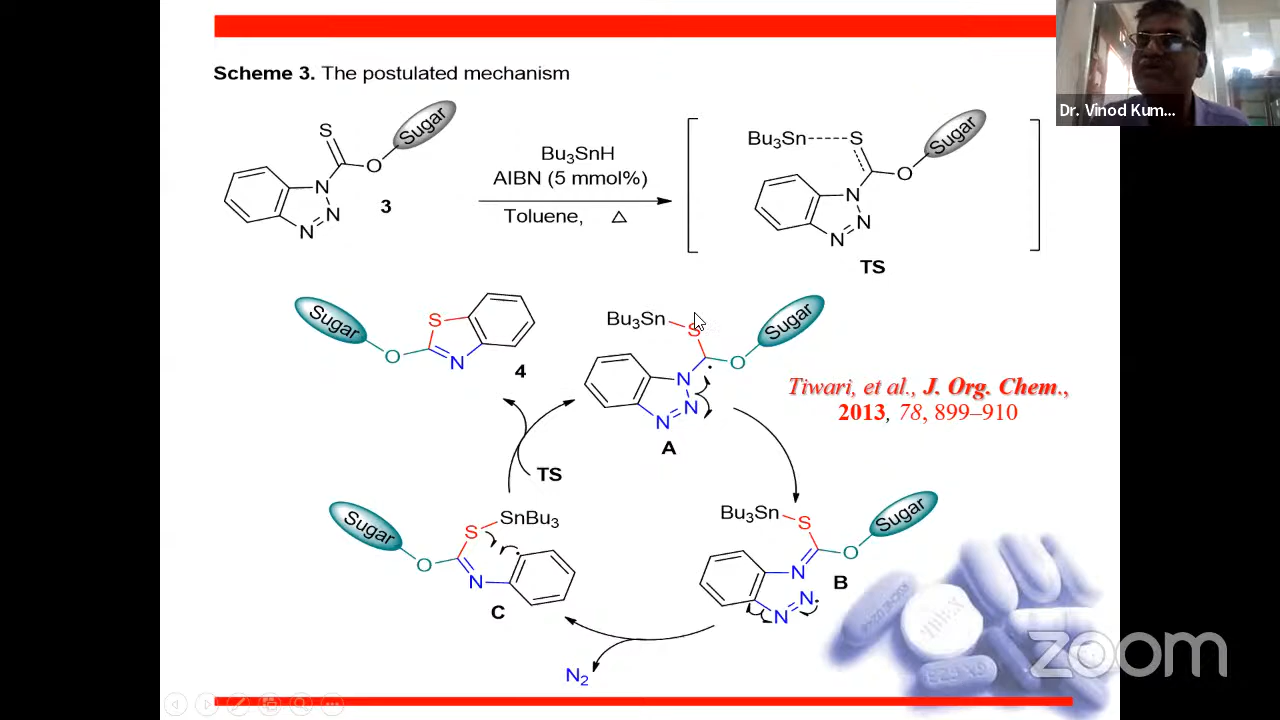 Dr. Vinod Kum...
Scheme 3. The postulated mechanism
S
Sugar
O
N
N
N
3
Bu3SnH
AIBN (5 mmol%)
Toluene, △
Bu3Sn
S
Sugar
O
N
N
N
TS
Sugar
S
O
N
4
Bu3Sn
S
Sugar
O
N
N
N
A
Tiwari, et al., J. Org. Chem.,
2013, 78, 899–910
TS
Sugar
SnBu3
S
O
N
C
Bu3Sn
S
Sugar
O
N
N
N
B
N2
zoom